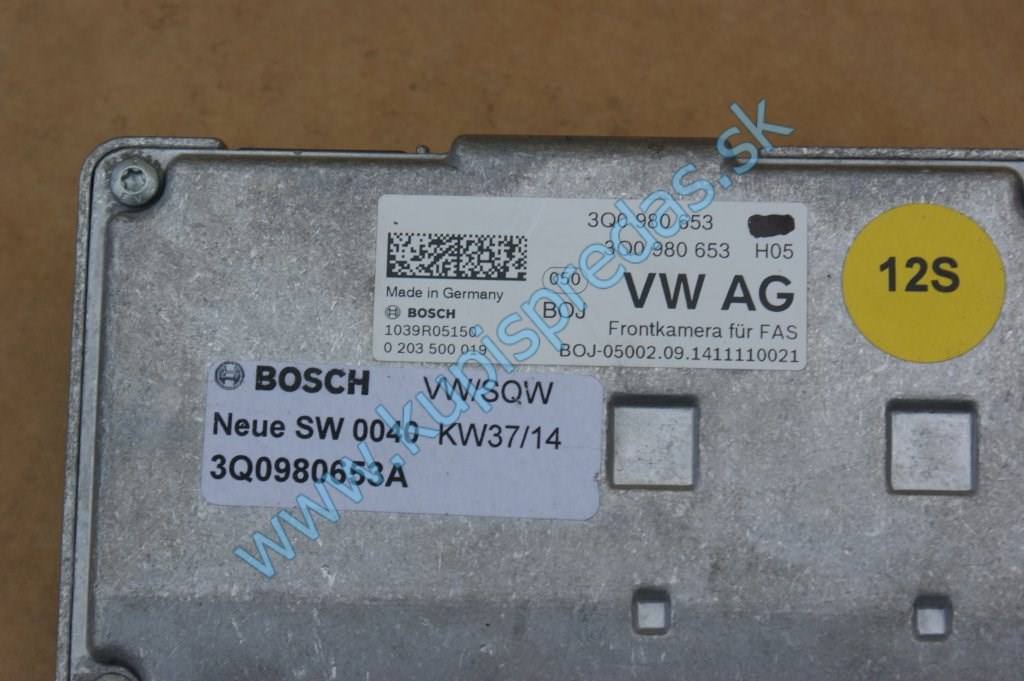 3Q0 980 653
3Q0 980 653 H05
050
VW AG
Made in Germany
BOSCH
BOJ
Frontkamera für FAS
1039R05150
0 203 500 019
BOJ-05002.09.1411110021
12S
BOSCH VW/SQW
Neue SW 0040 KW37/14
3Q0980653A
www.kupispredas.sk